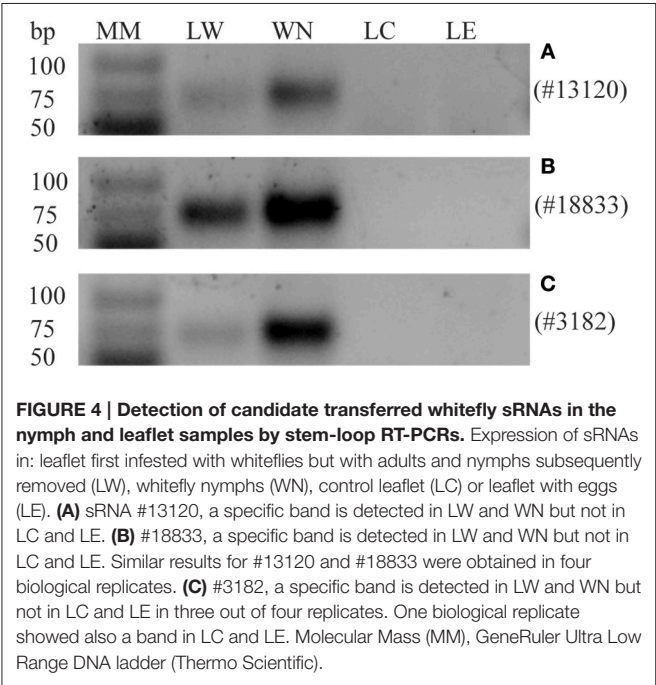 bp MM LW WN LC LE
100 A
75 (#13120)
50
100 B
75 (#18833)
50
100 C
75 (#3182)
50
FIGURE 4 | Detection of candidate transferred whitefly sRNAs in the
nymph and leaflet samples by stem-loop RT-PCRs. Expression of sRNAs
in: leaflet first infested with whiteflies but with adults and nymphs subsequently
removed (LW), whitefly nymphs (WN), control leaflet (LC) or leaflet with eggs
(LE). (A) sRNA #13120, a specific band is detected in LW and WN but not in
LC and LE. (B) #18833, a specific band is detected in LW and WN but not in
LC and LE. Similar results for #13120 and #18833 were obtained in four
biological replicates. (C) #3182, a specific band is detected in LW and WN but
not in LC and LE in three out of four replicates. One biological replicate
showed also a band in LC and LE. Molecular Mass (MM), GeneRuler Ultra Low
Range DNA ladder (Thermo Scientific).